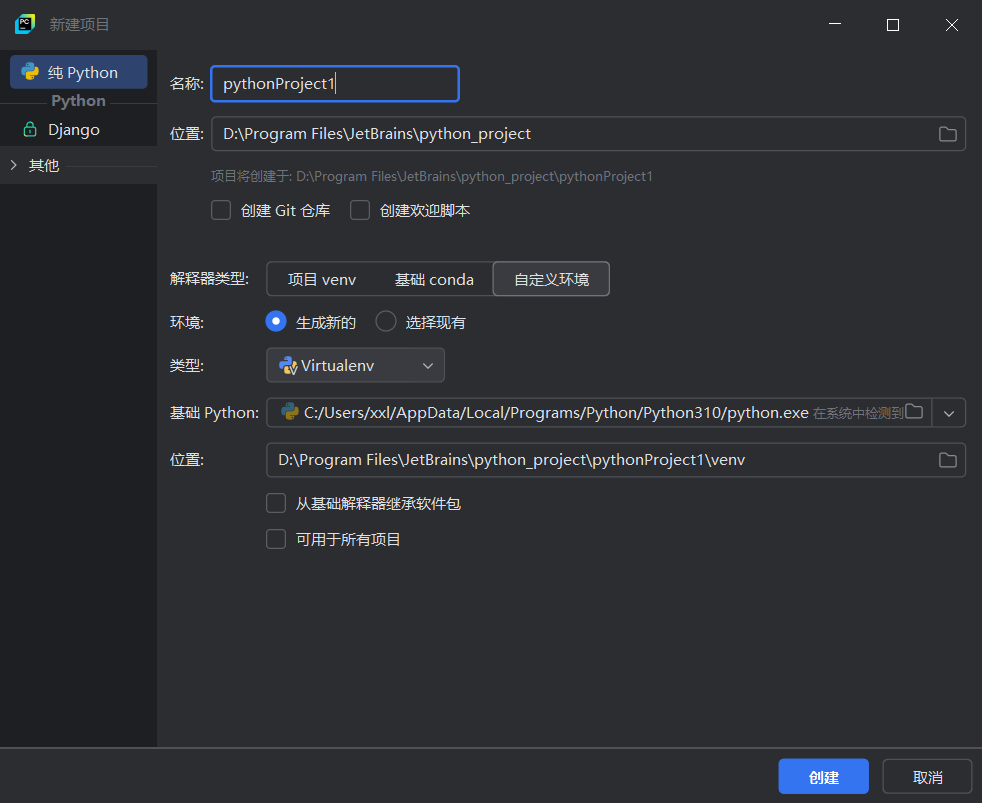 新建项目
纯 Python
Python
Django
其他
名称: pythonProject1
位置: D:\Program Files\JetBrains\python_project
项目将创建于: D:\Program Files\JetBrains\python_project\pythonProject1
创建 Git 仓库 创建欢迎脚本
解释器类型: 项目 venv 基础 conda 自定义环境
环境: 生成新的 选择现有
类型: Virtualenv
基础 Python: C:/Users/xxl/AppData/Local/Programs/Python/Python310/python.exe 在系统中检测到
位置: D:\Program Files\JetBrains\python_project\pythonProject1\venv
从基础解释器继承软件包
可用于所有项目
创建 取消